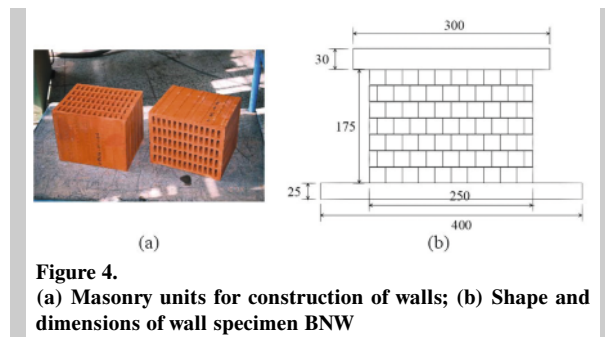 300
30
175
25
250
400
(a)
(b)
Figure 4.
(a) Masonry units for construction of walls; (b) Shape and
dimensions of wall specimen BNW